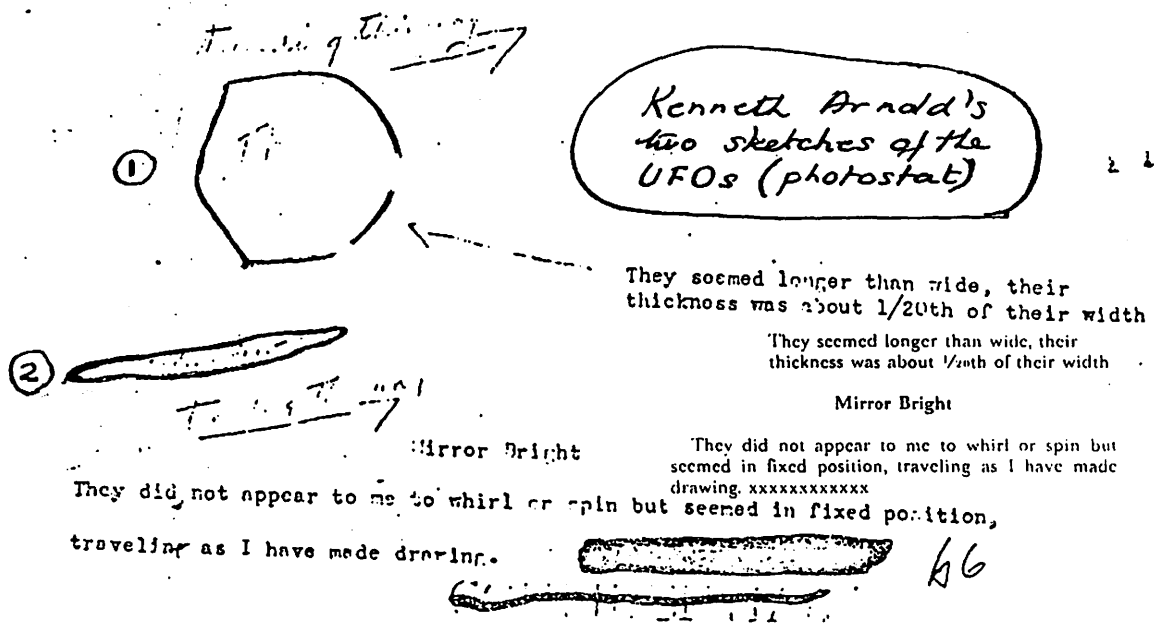 Kenneth Arnold's
two sketches of the
UFOs (photostat)
1
They seemed longer than wide, their
thickness was about 1/20th of their width
They seemed longer than wide, their
thickness was about 1/20th of their width
2
Mirror Bright
Mirror Bright
They did not appear to me to whirl or spin but
seemed in fixed position, traveling as I have made
drawing. xxxxxxxxxxxx
They did not appear to me to whirl or spin but seemed in fixed position,
traveling as I have made drawing.
66